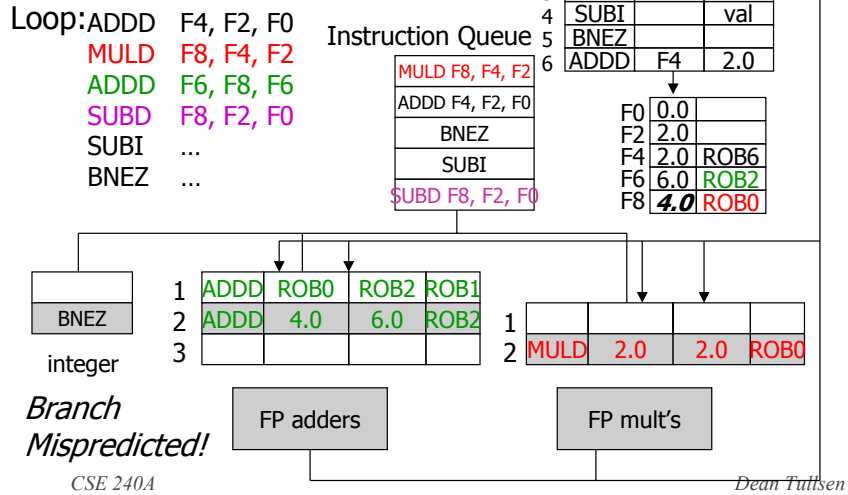 Loop: ADDD F4, F2, F0
MULD F8, F4, F2
ADDD F6, F8, F6
SUBD F8, F2, F0
SUBI ...
BNEZ ...
Instruction Queue
MULD F8, F4, F2
ADDD F4, F2, F0
BNEZ
SUBI
SUBD F8, F2, F0
4 SUBI val
5 BNEZ
6 ADDD F4 2.0
F0 0.0
F2 2.0
F4 2.0 ROB6
F6 6.0 ROB2
F8 4.0 ROB0
BNEZ
integer
1 ADDD ROB0 ROB2 ROB1
2 ADDD 4.0 6.0 ROB2
3
1
2 MULD 2.0 2.0 ROB0
Branch
Mispredicted!
FP adders
FP mult's
CSE 240A
Dean Tullsen